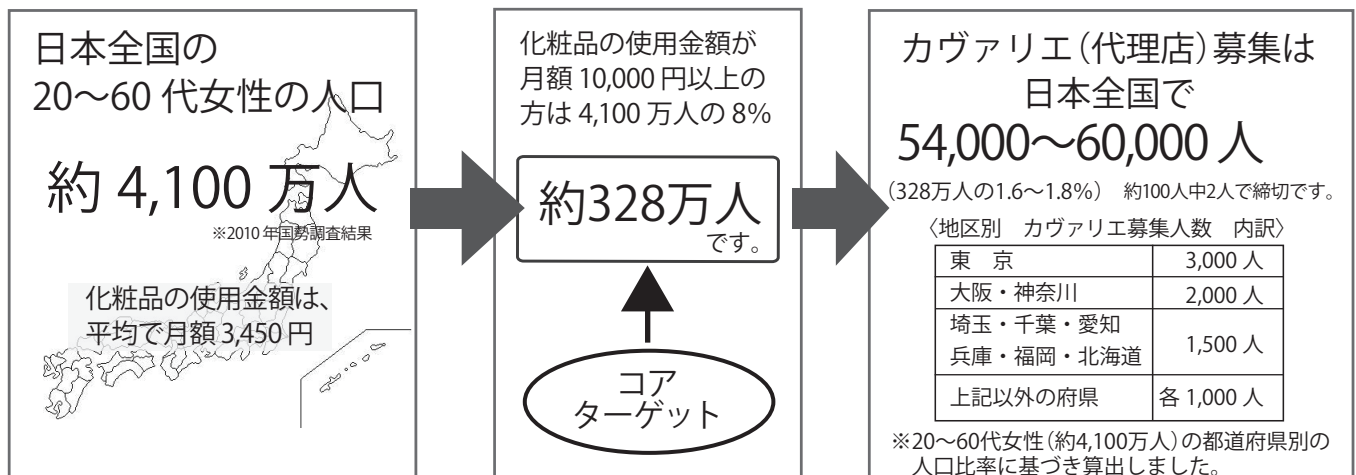 日本全国の
20～60 代女性の人口
約 4,100 万人
※2010 年国勢調査結果
化粧品の使用金額は、
平均で月額 3,450 円
化粧品の使用金額が
月額 10,000 円以上の
方は 4,100 万人の 8%
約328万人
です。
コア
ターゲット
カヴァリエ（代理店）募集は
日本全国で
54,000～60,000 人
（328万人の1.6～1.8%） 約100人中2人で締切です。
〈地区別　カヴァリエ募集人数　内訳〉
東　京 3,000 人
大阪・神奈川 2,000 人
埼玉・千葉・愛知
兵庫・福岡・北海道 1,500 人
上記以外の府県 各 1,000 人
※20～60代女性（約4,100万人）の都道府県別の
人口比率に基づき算出しました。